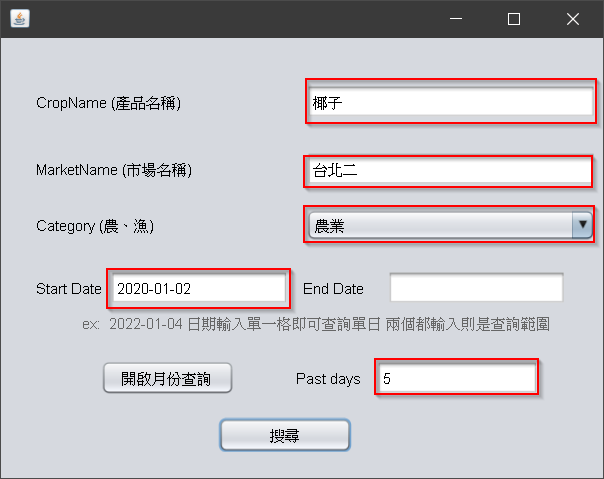 CropName (產品名稱) 椰子
MarketName (市場名稱) 台北二
Category (農、漁) 農業
Start Date 2020-01-02 End Date
ex: 2022-01-04 日期輸入單一格即可查詢單日 兩個都輸入則是查詢範圍
開啟月份查詢 Past days 5
搜尋